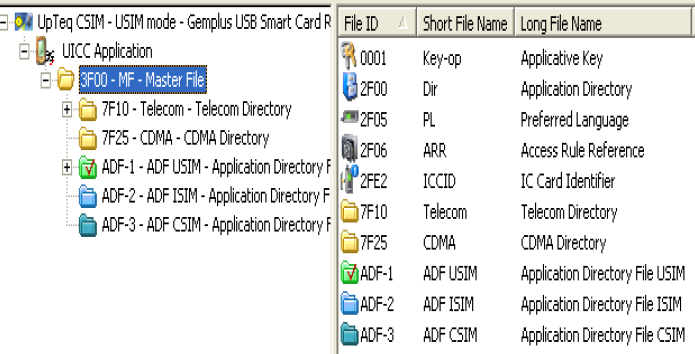 UpTeq CSIM - USIM mode - Gemplus USB Smart Card R
UICC Application
3F00 - MF - Master File
7F10 - Telecom - Telecom Directory
7F25 - CDMA - CDMA Directory
ADF-1 - ADF USIM - Application Directory F
ADF-2 - ADF ISIM - Application Directory F
ADF-3 - ADF CSIM - Application Directory F
File ID Short File Name Long File Name
0001 Key-op Applicative Key
2F00 Dir Application Directory
2F05 PL Preferred Language
2F06 ARR Access Rule Reference
2FE2 ICCID IC Card Identifier
7F10 Telecom Telecom Directory
7F25 CDMA CDMA Directory
ADF-1 ADF USIM Application Directory File USIM
ADF-2 ADF ISIM Application Directory File ISIM
ADF-3 ADF CSIM Application Directory File CSIM